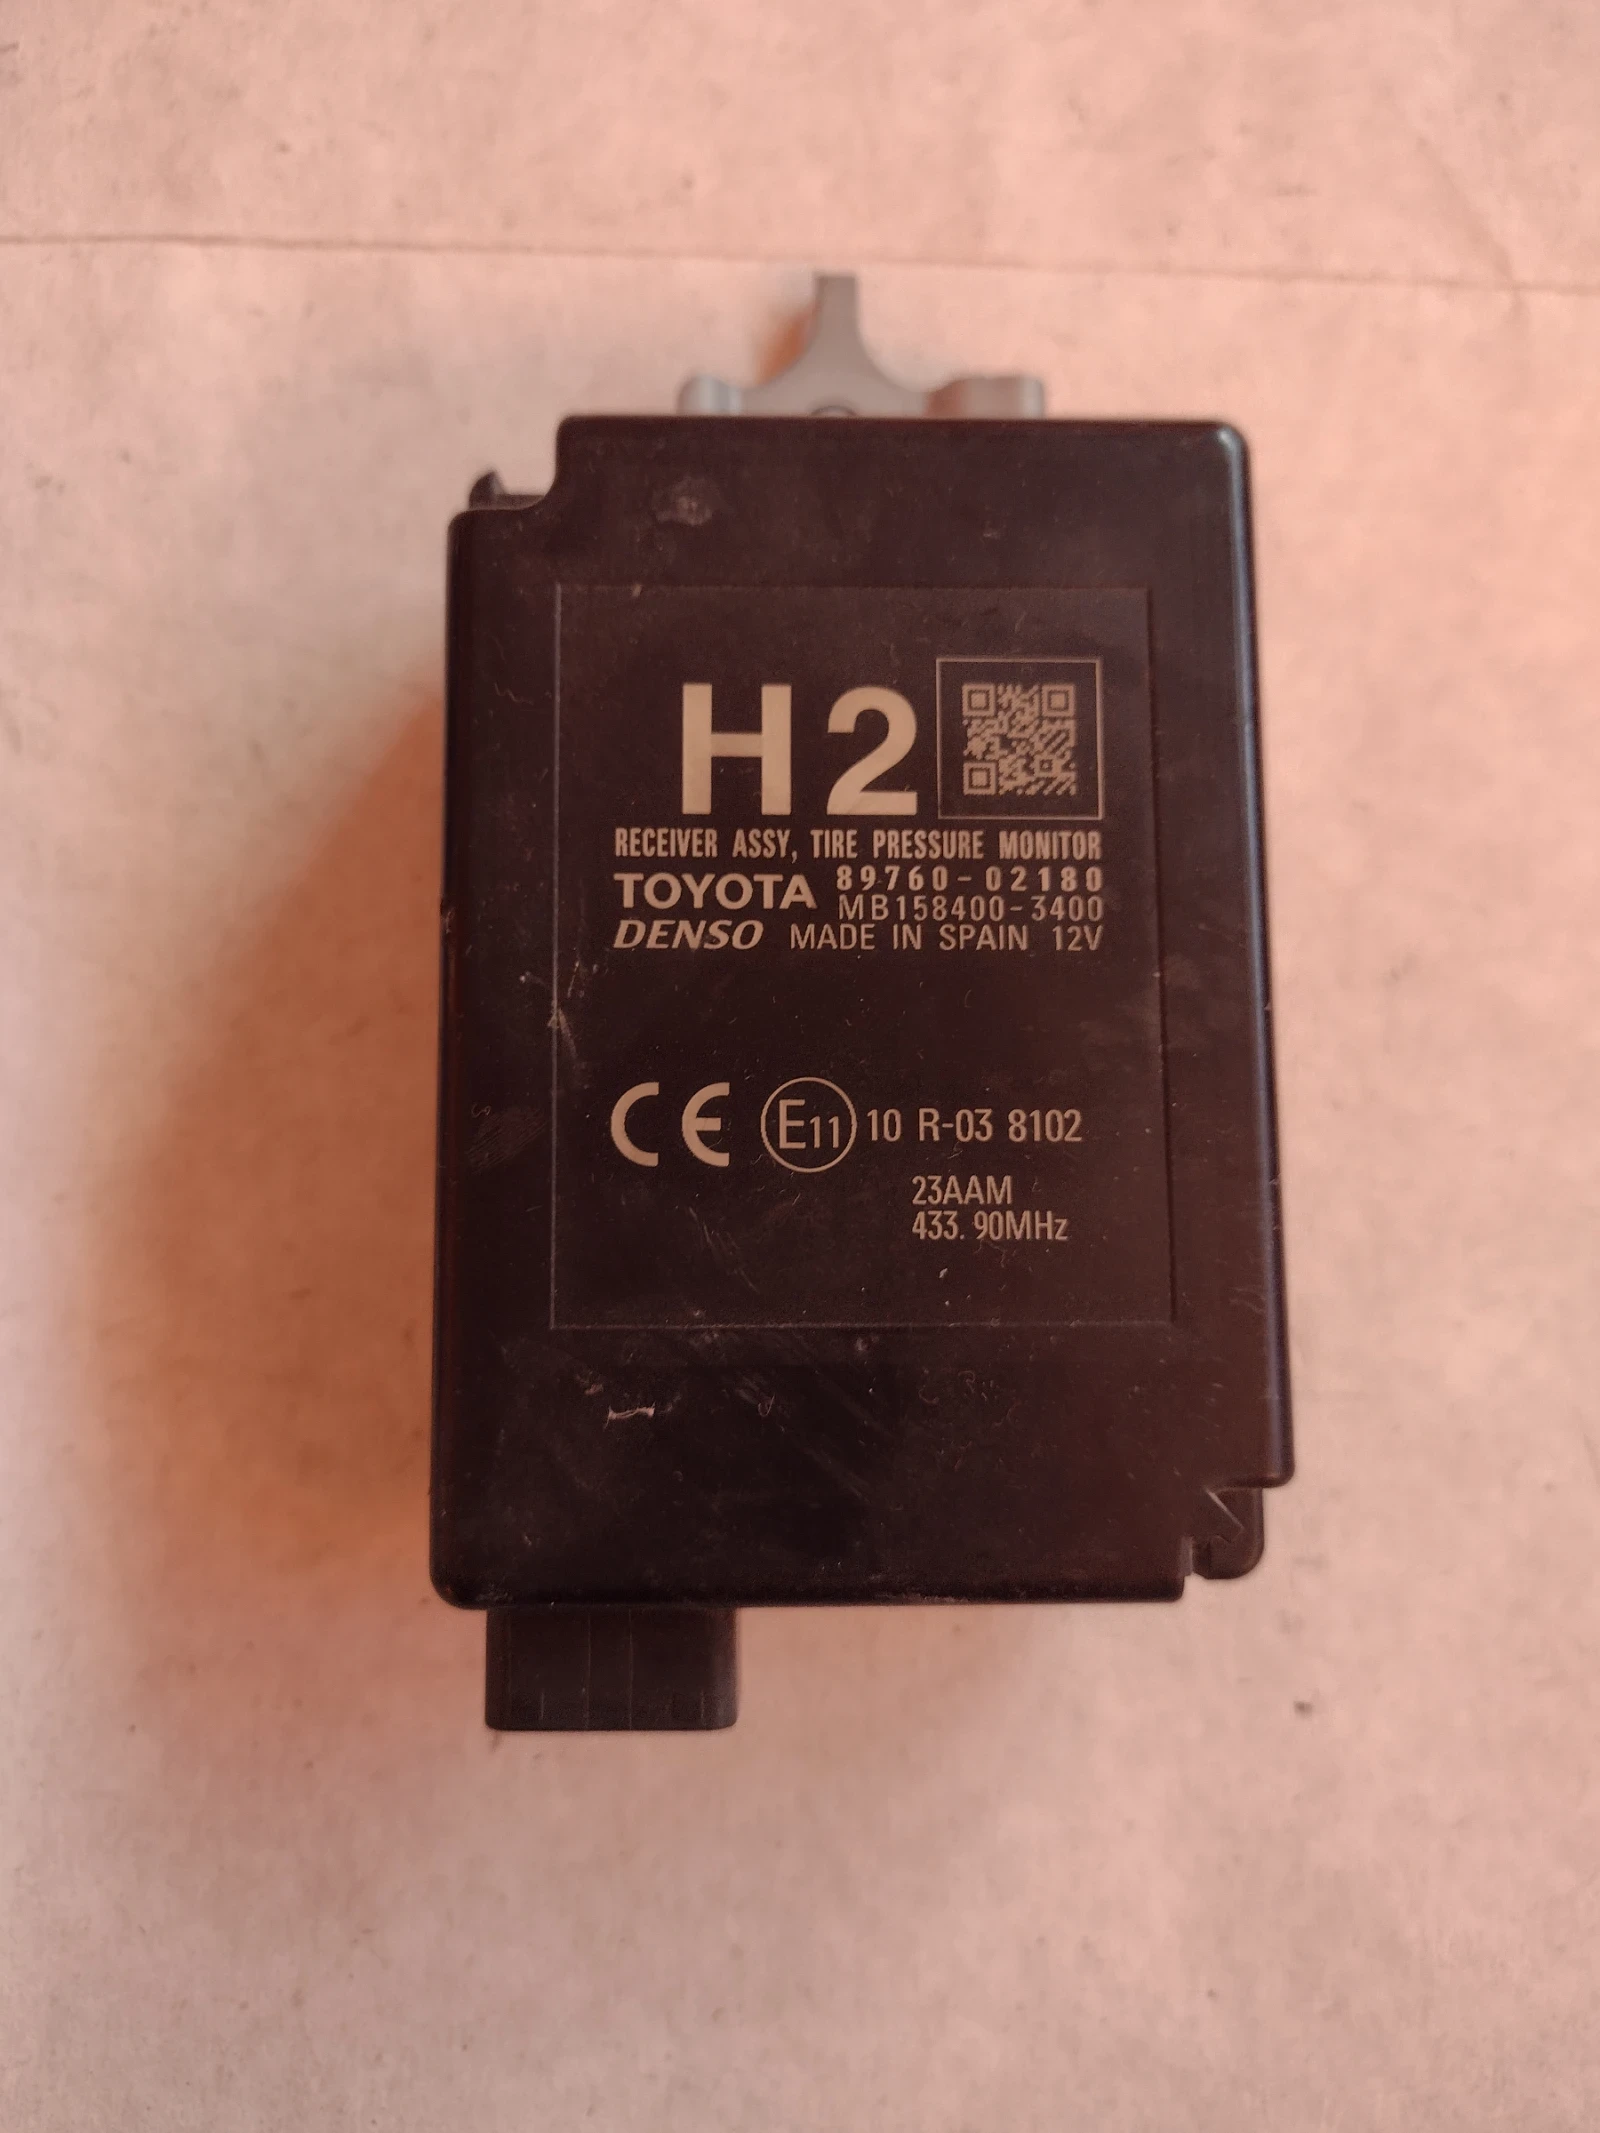 H2
RECEIVER ASSY, TIRE PRESSURE MONITOR
TOYOTA 89760-02180
MB158400-3400
DENSO MADE IN SPAIN 12V
CE E11 10 R-03 8102
23AAM
433.90MHz